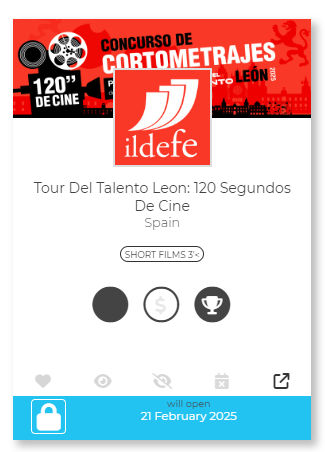 CONCURSO DE
CORTOMETRAJES
120"
DE CINE
LEÓN
2025
ildefe
Tour Del Talento Leon: 120 Segundos
De Cine
Spain
SHORT FILMS 3'<
$
will open
21 February 2025